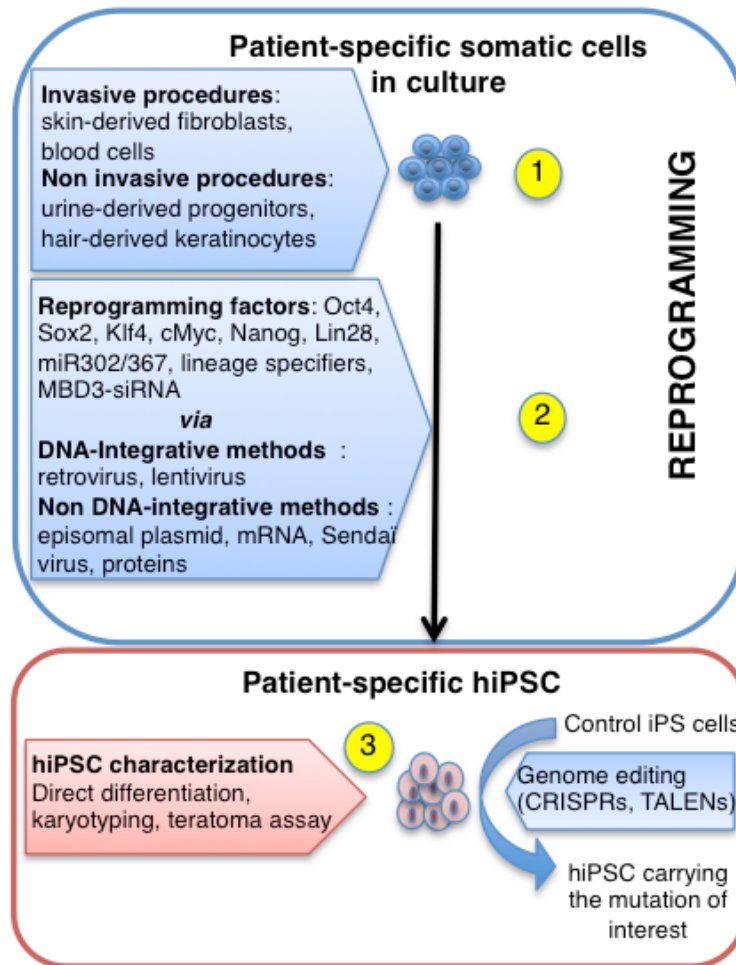 Patient-specific somatic cells
in culture
Invasive procedures:
skin-derived fibroblasts,
blood cells
Non invasive procedures:
urine-derived progenitors,
hair-derived keratinocytes
1
REPROGRAMMING
Reprogramming factors: Oct4,
Sox2, Klf4, cMyc, Nanog, Lin28,
miR302/367, lineage specifiers,
MBD3-siRNA
via
DNA-Integrative methods :
retrovirus, lentivirus
Non DNA-integrative methods :
episomal plasmid, mRNA, Sendaï
virus, proteins
2
Patient-specific hiPSC
3
hiPSC characterization
Direct differentiation,
karyotyping, teratoma assay
Control iPS cells
Genome editing
(CRISPRs, TALENs)
hiPSC carrying
the mutation of
interest